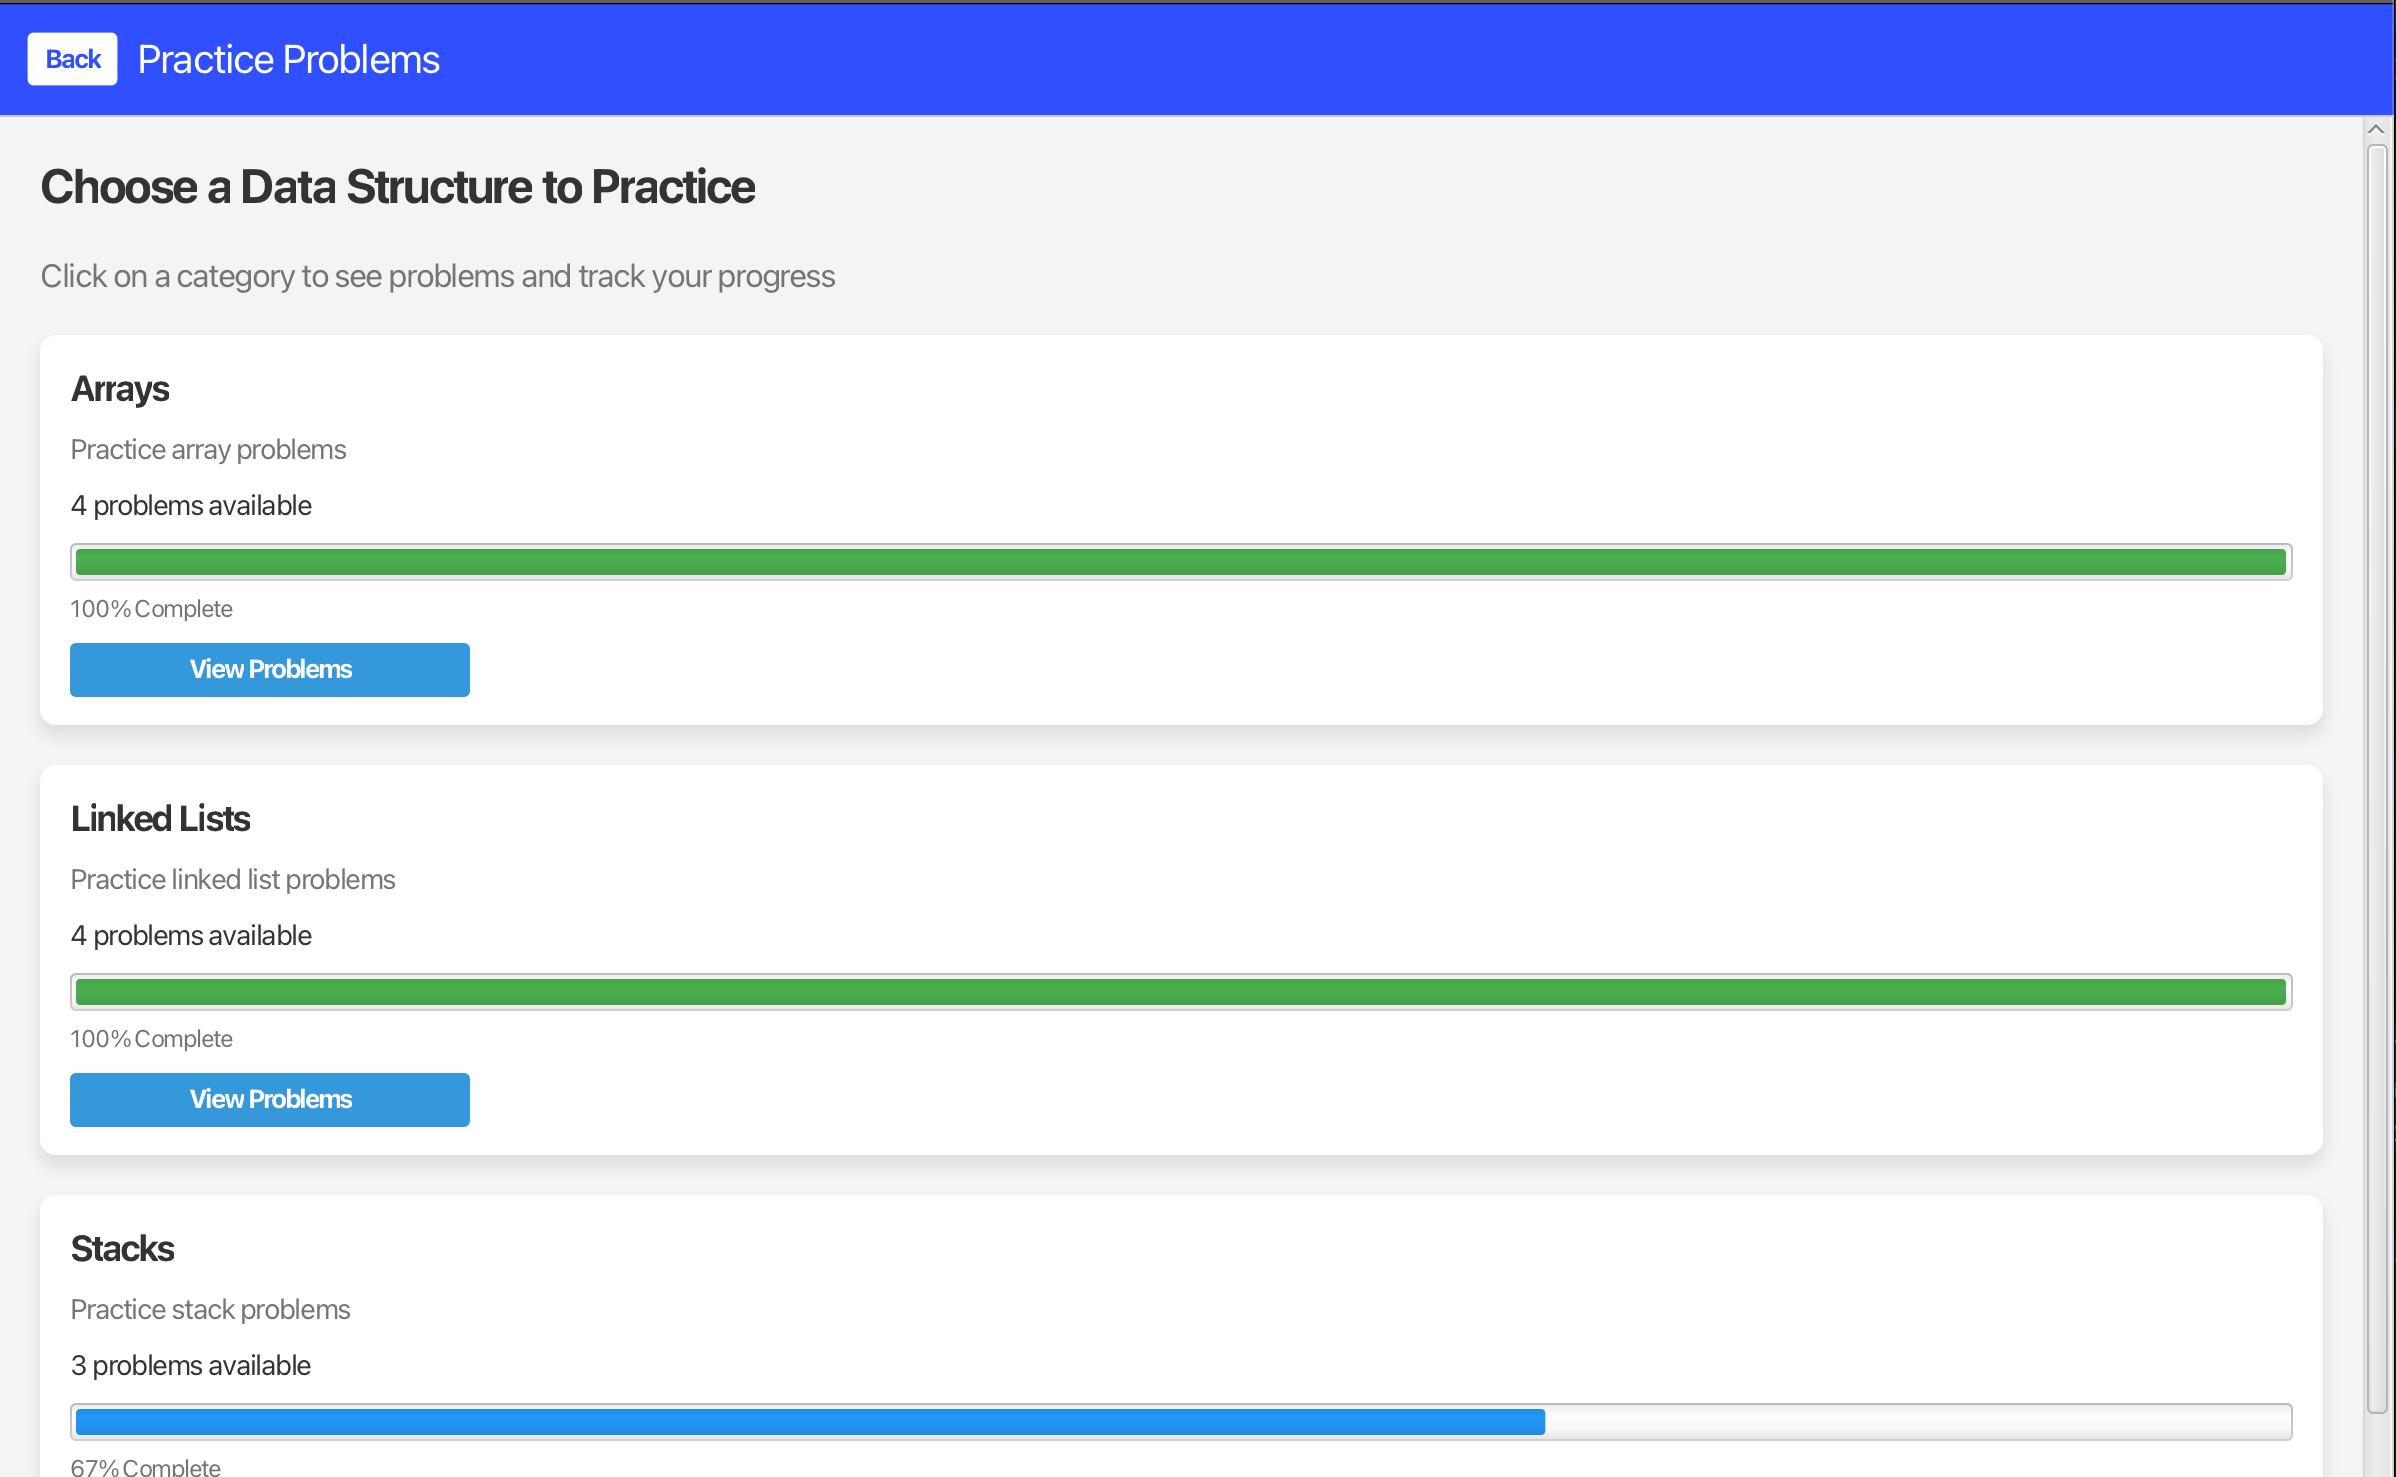 Back Practice Problems
Choose a Data Structure to Practice
Click on a category to see problems and track your progress
Arrays
Practice array problems
4 problems available
100% Complete
View Problems
Linked Lists
Practice linked list problems
4 problems available
100% Complete
View Problems
Stacks
Practice stack problems
3 problems available
67% Complete